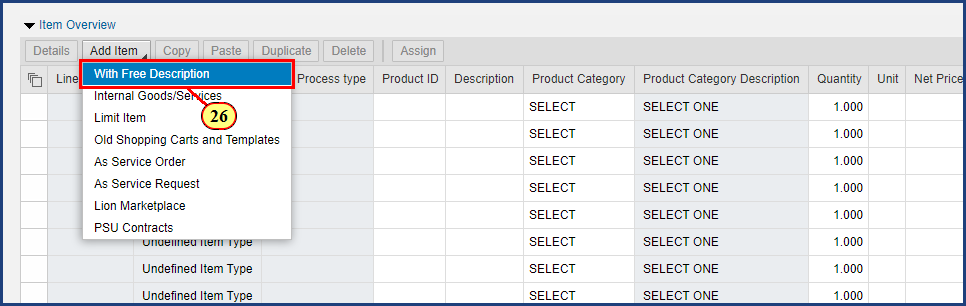 Item Overview
Details Add Item Copy Paste Duplicate Delete Assign
Line Process type Product ID Description Product Category Product Category Description Quantity Unit Net Price
With Free Description
Internal Goods/Services
26
SELECT SELECT ONE 1.000
Limit Item
Old Shopping Carts and Templates
SELECT SELECT ONE 1.000
As Service Order
SELECT SELECT ONE 1.000
As Service Request
SELECT SELECT ONE 1.000
Lion Marketplace
SELECT SELECT ONE 1.000
PSU Contracts
Undefined Item Type SELECT SELECT ONE 1.000
Undefined Item Type SELECT SELECT ONE 1.000
Undefined Item Type SELECT SELECT ONE 1.000